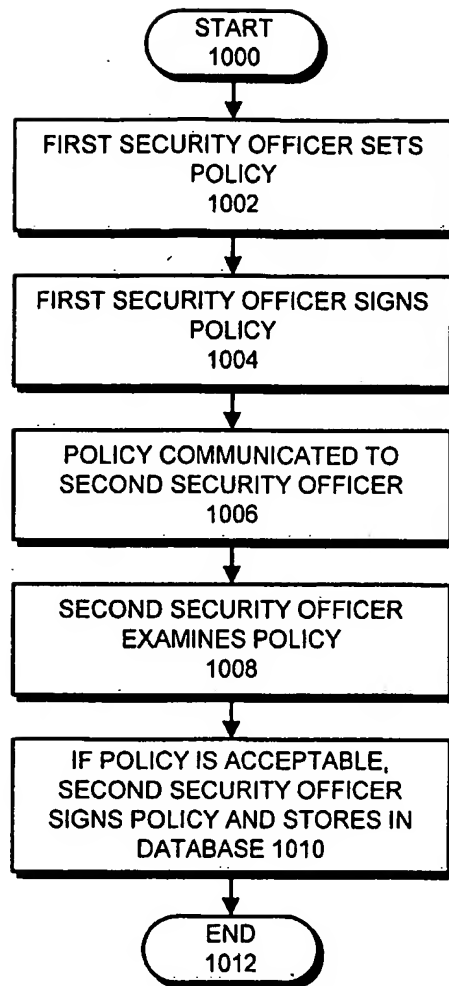 START
1000
FIRST SECURITY OFFICER SETS
POLICY
1002
FIRST SECURITY OFFICER SIGNS
POLICY
1004
POLICY COMMUNICATED TO
SECOND SECURITY OFFICER
1006
SECOND SECURITY OFFICER
EXAMINES POLICY
1008
IF POLICY IS ACCEPTABLE,
SECOND SECURITY OFFICER
SIGNS POLICY AND STORES IN
DATABASE 1010
END
1012